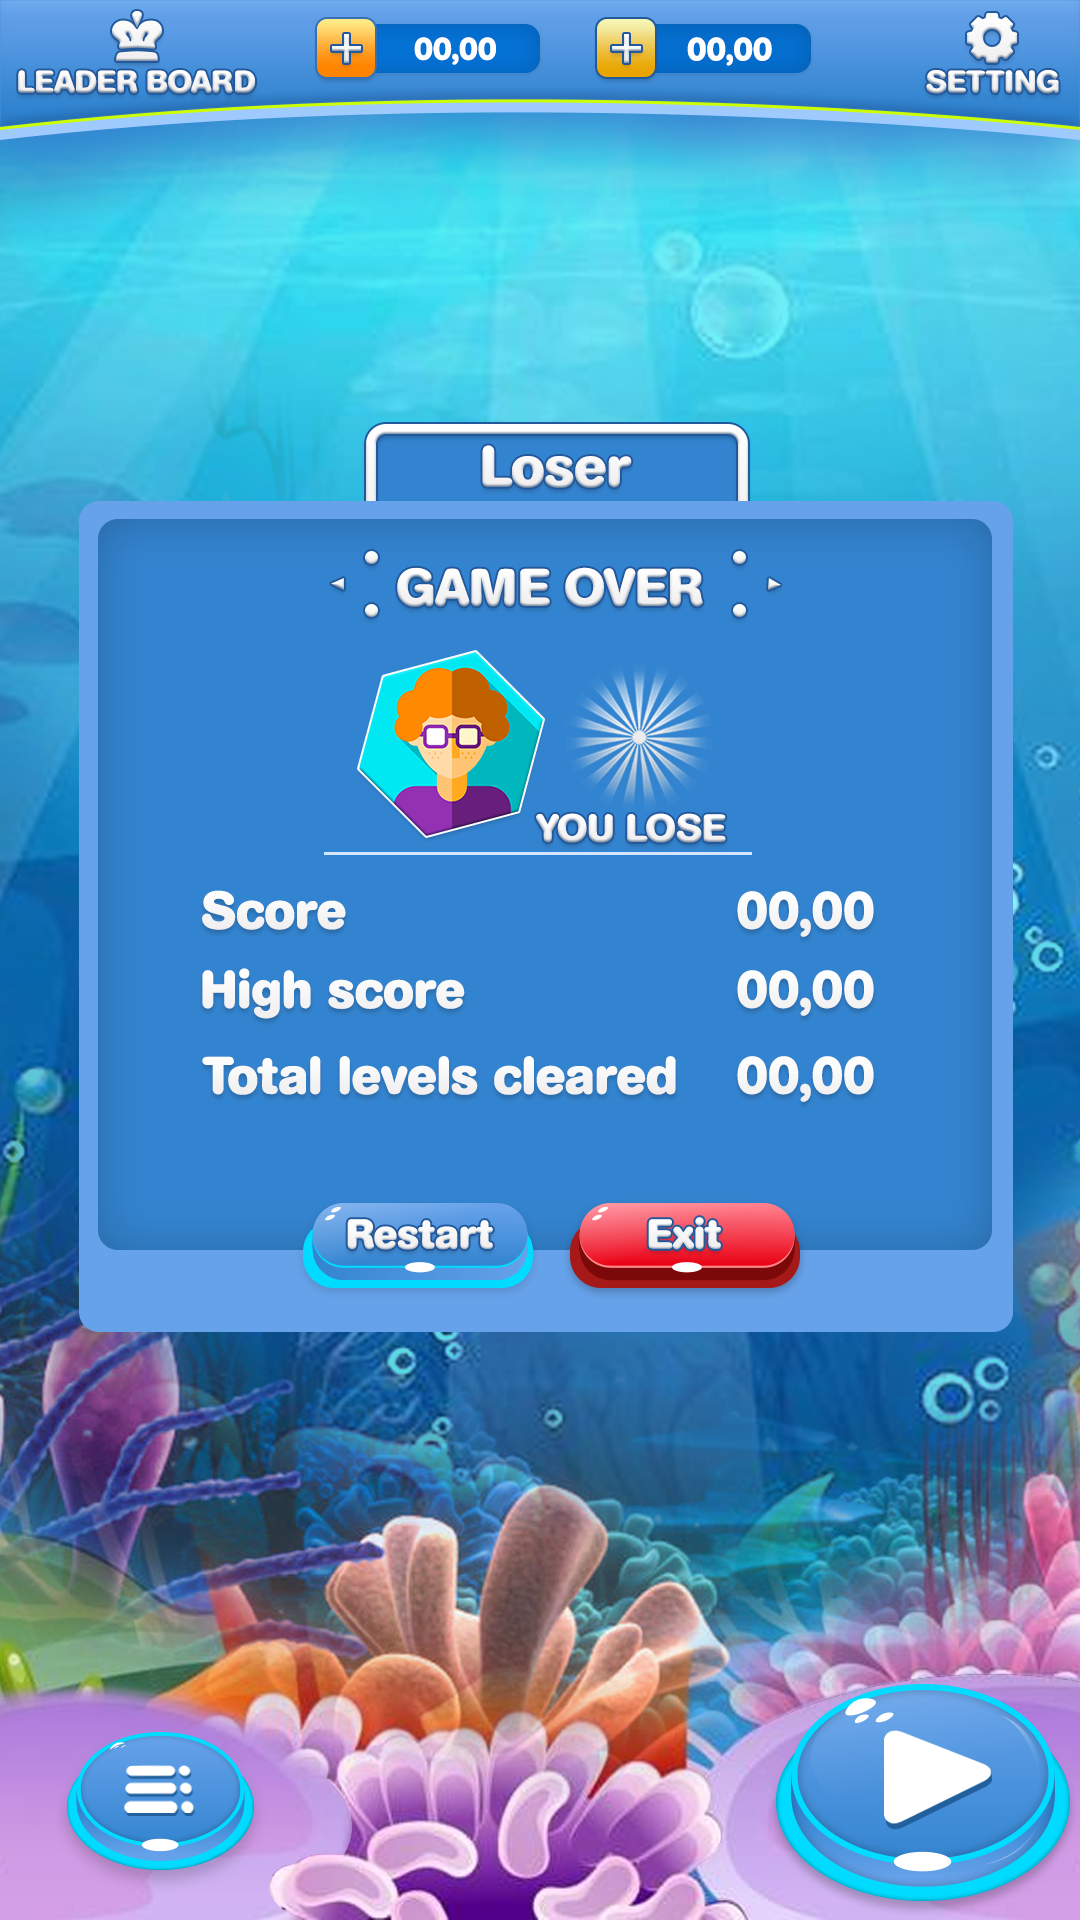 LEADER BOARD
00,00
00,00
SETTING
Loser
GAME OVER
YOU LOSE
Score 00,00
High score 00,00
Total levels cleared 00,00
Restart
Exit